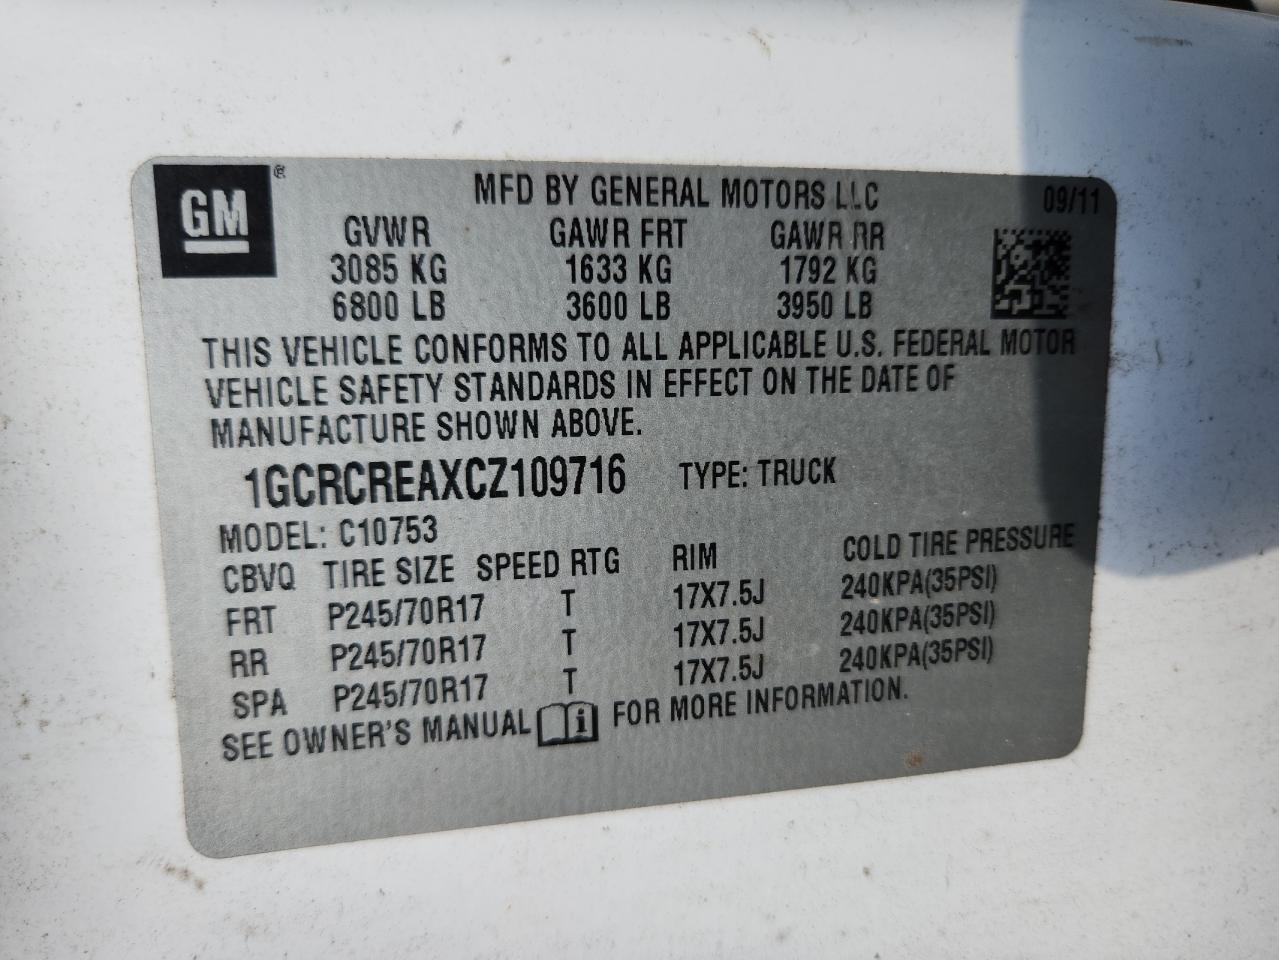 GM ® MFD BY GENERAL MOTORS LLC 09/11
GVWR GAWR FRT GAWR RR
3085 KG 1633 KG 1792 KG
6800 LB 3600 LB 3950 LB
THIS VEHICLE CONFORMS TO ALL APPLICABLE U.S. FEDERAL MOTOR
VEHICLE SAFETY STANDARDS IN EFFECT ON THE DATE OF
MANUFACTURE SHOWN ABOVE.
1GCRCREAXCZ109716 TYPE: TRUCK
MODEL: C10753
CBVQ TIRE SIZE SPEED RTG RIM COLD TIRE PRESSURE
FRT P245/70R17 T 17X7.5J 240KPA(35PSI)
RR P245/70R17 T 17X7.5J 240KPA(35PSI)
SPA P245/70R17 T 17X7.5J 240KPA(35PSI)
SEE OWNER'S MANUAL i FOR MORE INFORMATION.